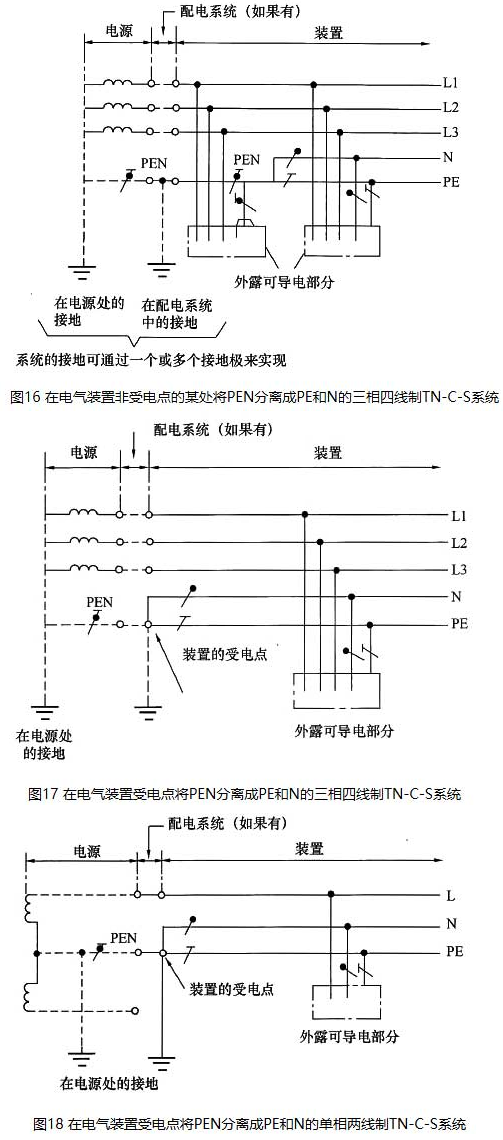 配电系统（如果有）
电源
装置
L1
L2
L3
N
PEN
PEN
PE
外露可导电部分
在电源处的
接地
在配电系统
中的接地
系统的接地可通过一个或多个接地极来实现
图16 在电气装置非受电点的某处将PEN分离成PE和N的三相四线制TN-C-S系统
配电系统（如果有）
电源
装置
L1
L2
L3
N
PEN
PE
装置的受电点
外露可导电部分
在电源处
的接地
图17 在电气装置受电点将PEN分离成PE和N的三相四线制TN-C-S系统
配电系统（如果有）
电源
装置
L
N
PEN
PE
装置的受电点
外露可导电部分
在电源处的接地
图18 在电气装置受电点将PEN分离成PE和N的单相两线制TN-C-S系统